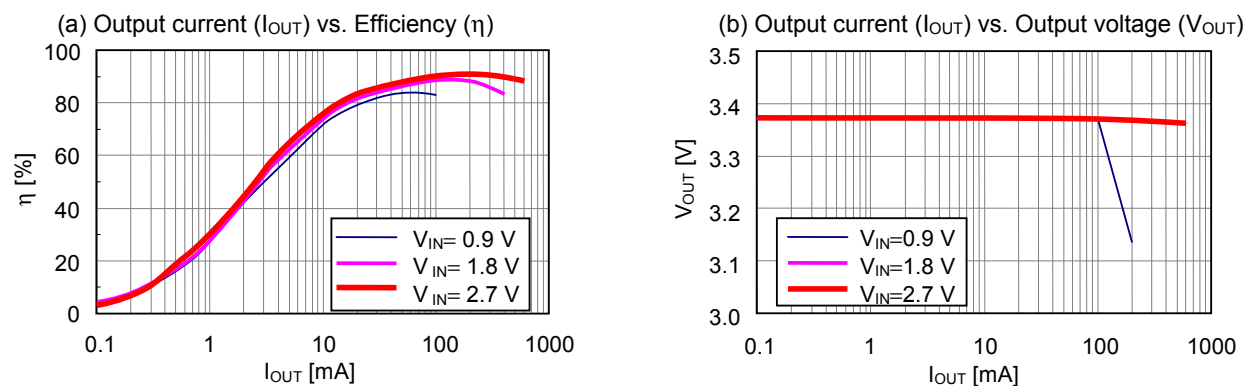 (a) Output current (IOUT) vs. Efficiency (η)
100
80
60
40
20
0
η [%]
VIN= 0.9 V
VIN= 1.8 V
VIN= 2.7 V
0.1 1 10 100 1000
IOUT [mA]
(b) Output current (IOUT) vs. Output voltage (VOUT)
3.5
3.4
3.3
3.2
3.1
3.0
VOUT [V]
VIN=0.9 V
VIN=1.8 V
VIN=2.7 V
0.1 1 10 100 1000
IOUT [mA]